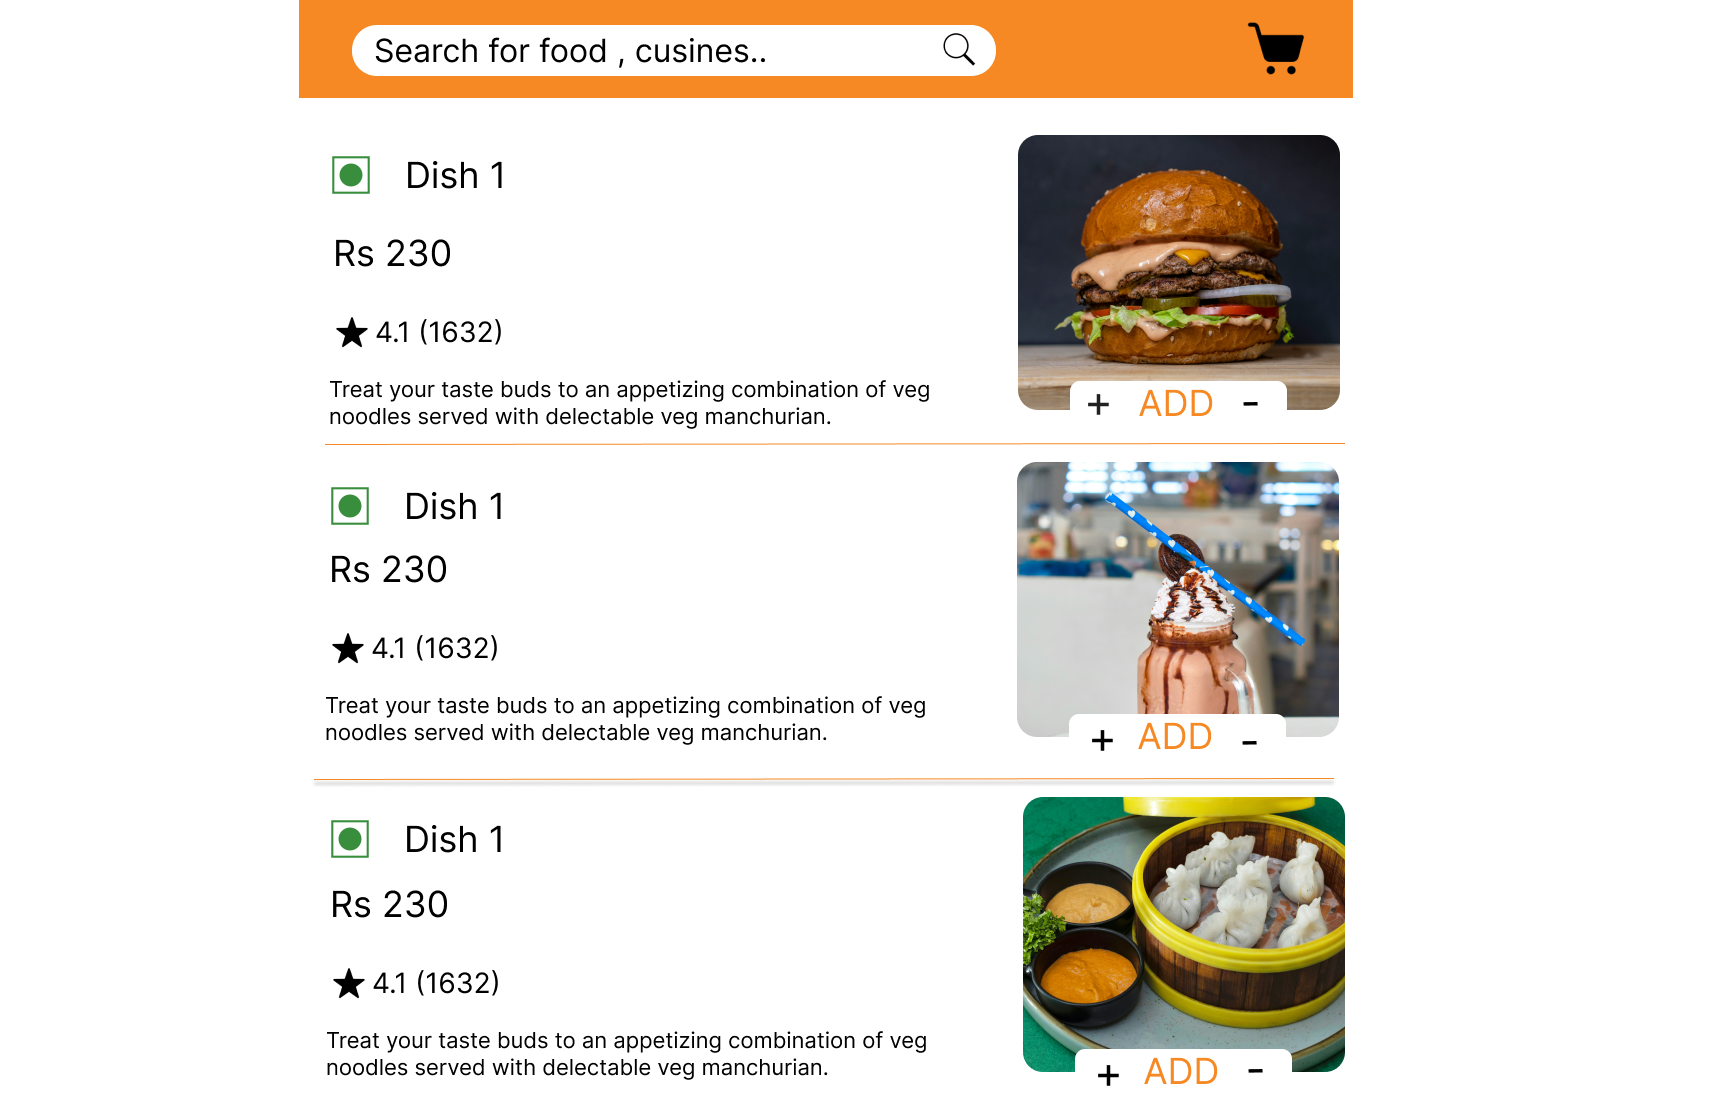 Search for food , cusines..
Dish 1
Rs 230
4.1 (1632)
Treat your taste buds to an appetizing combination of veg
noodles served with delectable veg manchurian.
+ ADD -
Dish 1
Rs 230
4.1 (1632)
Treat your taste buds to an appetizing combination of veg
noodles served with delectable veg manchurian.
+ ADD -
Dish 1
Rs 230
4.1 (1632)
Treat your taste buds to an appetizing combination of veg
noodles served with delectable veg manchurian.
+ ADD -